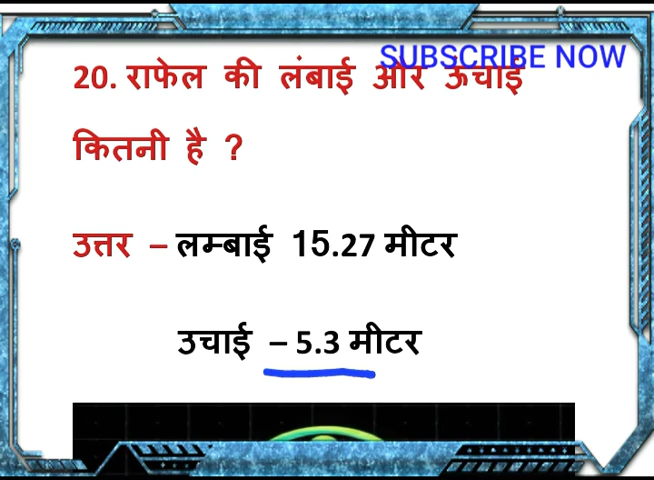 SUBSCRIBE NOW
20. राफेल की लंबाई और ऊंचाई
कितनी है ?
उत्तर – लम्बाई 15.27 मीटर
उचाई – 5.3 मीटर